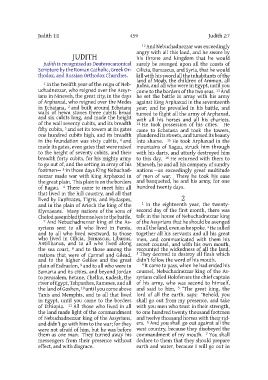 Judith 1:1
459
Judith 2:7
JUDITH
Judith is recognized as Deuterocanonical
Scripture by the Roman Catholic, Greek Or-
thodox, and Russian Orthodox Churches.
1 In the twelfth year of the reign of Neb-
uchadnezzar, who reigned over the Assyr-
ians in Nineveh, the great city, in the days
of Arphaxad, who reigned over the Medes
in Ecbatana, 2 and built around Ecbatana
walls of hewn stones three cubits broad
and six cubits long, and made the height
of the wall seventy cubits, and its breadth
fifty cubits, 3 and set its towers at its gates
one hundred cubits high, and its breadth
in the foundation was sixty cubits, 4 and
made its gates, even gates that were raised
to the height of seventy cubits, and their
breadth forty cubits, for his mighty army
to go out of, and the setting in array of his
footmen— 5 in those days King Nebuchad-
nezzar made war with King Arphaxad in
the great plain. This plain is on the borders
of Ragau. 6 There came to meet him all
that lived in the hill country, and all that
lived by Euphrates, Tigris, and Hydaspes,
and in the plain of Arioch the king of the
Elymaeans. Many nations of the sons of
Chelod assembled themselves to the battle.
7 And Nebuchadnezzar king of the As-
syrians sent to all who lived in Persia,
and to all who lived westward, to those
who lived in Cilicia, Damascus, Libanus,
Antilibanus, and to all who lived along
the sea coast, 8 and to those among the
nations that were of Carmel and Gilead,
and to the higher Galilee and the great
plain of Esdraelon, 9 and to all who were in
Samaria and its cities, and beyond Jordan
to Jerusalem, Betane, Chellus, Kadesh, the
river of Egypt, Tahpanhes, Rameses, and all
the land of Goshen, 10 until you come above
Tanis and Memphis, and to all that lived
in Egypt, until you come to the borders
of Ethiopia. 11 All those who lived in all
the land made light of the commandment
of Nebuchadnezzar king of the Assyrians,
and didn't go with him to the war; for they
were not afraid of him, but he was before
them as one man. They turned away his
messengers from their presence without
effect, and with disgrace.
12 And Nebuchadnezzar was exceedingly
angry with all this land, and he swore by
his throne and kingdom that he would
surely be avenged upon all the coasts of
Cilicia, Damascus, and Syria, that he would
kill with his sword all the inhabitants of the
land of Moab, the children of Ammon, all
Judea, and all who were in Egypt, until you
come to the borders of the two seas. 13 And
he set the battle in array with his army
against King Arphaxad in the seventeenth
year; and he prevailed in his battle, and
turned to flight all the army of Arphaxad,
with all his horses and all his chariots.
14 He took possession of his cities. He
came to Ecbatana and took the towers,
plundered its streets, and turned its beauty
into shame. 15 He took Arphaxad in the
mountains of Ragau, struck him through
with his darts, and utterly destroyed him
to this day. 16 He returned with them to
Nineveh, he and all his company of sundry
nations—an exceedingly great multitude
of men of war. There he took his ease
and banqueted, he and his army, for one
hundred twenty days.
2
1 In the eighteenth year, the twenty-
second day of the first month, there was
talk in the house of Nebuchadnezzar king
of the Assyrians that he should be avenged
on all the land, even as he spoke. 2 He called
together all his servants and all his great
men, and communicated with them his
secret counsel, and with his own mouth,
recounted the wickedness of all the land.
3 They decreed to destroy all flesh which
didn't follow the word of his mouth.
4 It came to pass, when he had ended his
counsel, Nebuchadnezzar king of the As-
syrians called Holofernes the chief captain
of his army, who was second to himself,
and said to him, 5 "The great king, the
lord of all the earth, says: 'Behold, you
shall go out from my presence, and take
with you men who trust in their strength,
to one hundred twenty thousand footmen
and twelve thousand horses with their rid-
ers. 6 And you shall go out against all the
west country, because they disobeyed the
commandment of my mouth. 7 You shall
declare to them that they should prepare
earth and water, because I will go out in